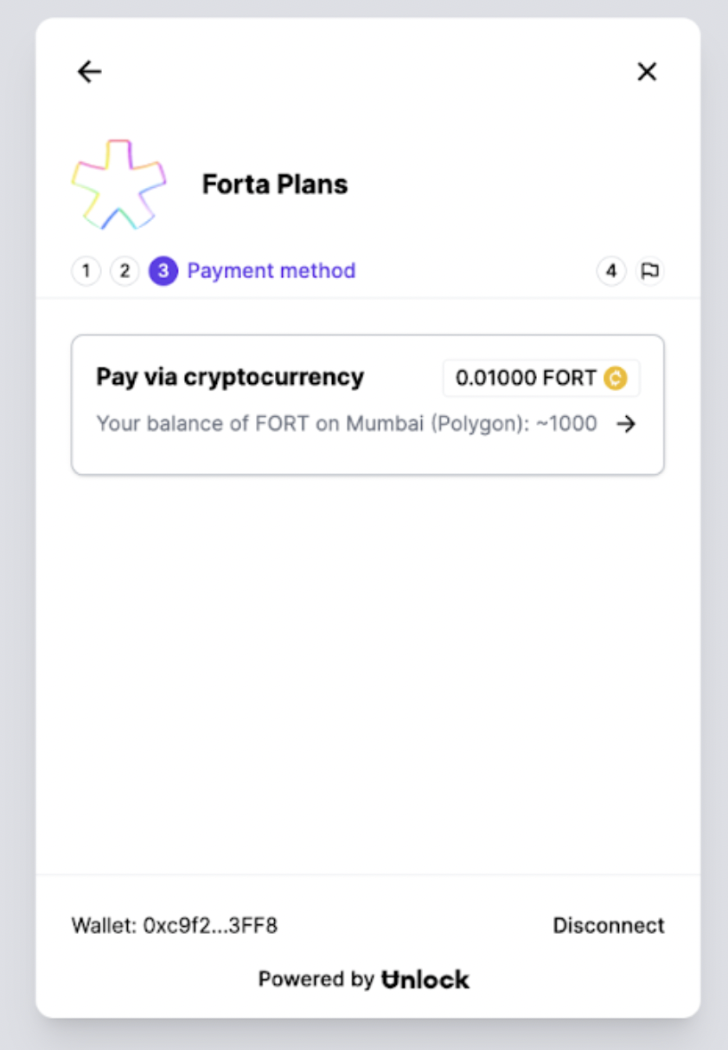 Forta Plans
1 2 3 Payment method 4
Pay via cryptocurrency 0.01000 FORT
Your balance of FORT on Mumbai (Polygon): ~1000
Wallet: 0xc9f2...3FF8 Disconnect
Powered by Unlock